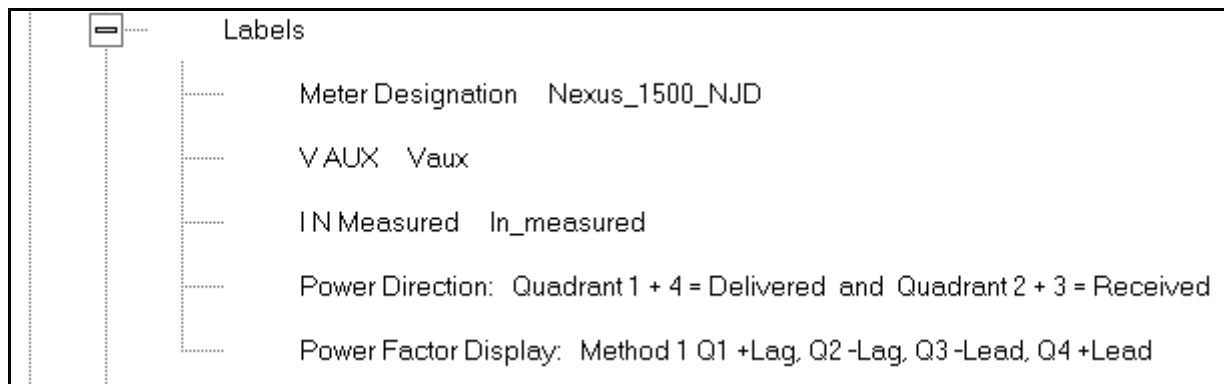 Labels
Meter Designation Nexus_1500_NJD
V AUX Vaux
I N Measured In_measured
Power Direction: Quadrant 1 + 4 = Delivered and Quadrant 2 + 3 = Received
Power Factor Display: Method 1 Q1 +Lag, Q2 -Lag, Q3 -Lead, Q4 +Lead